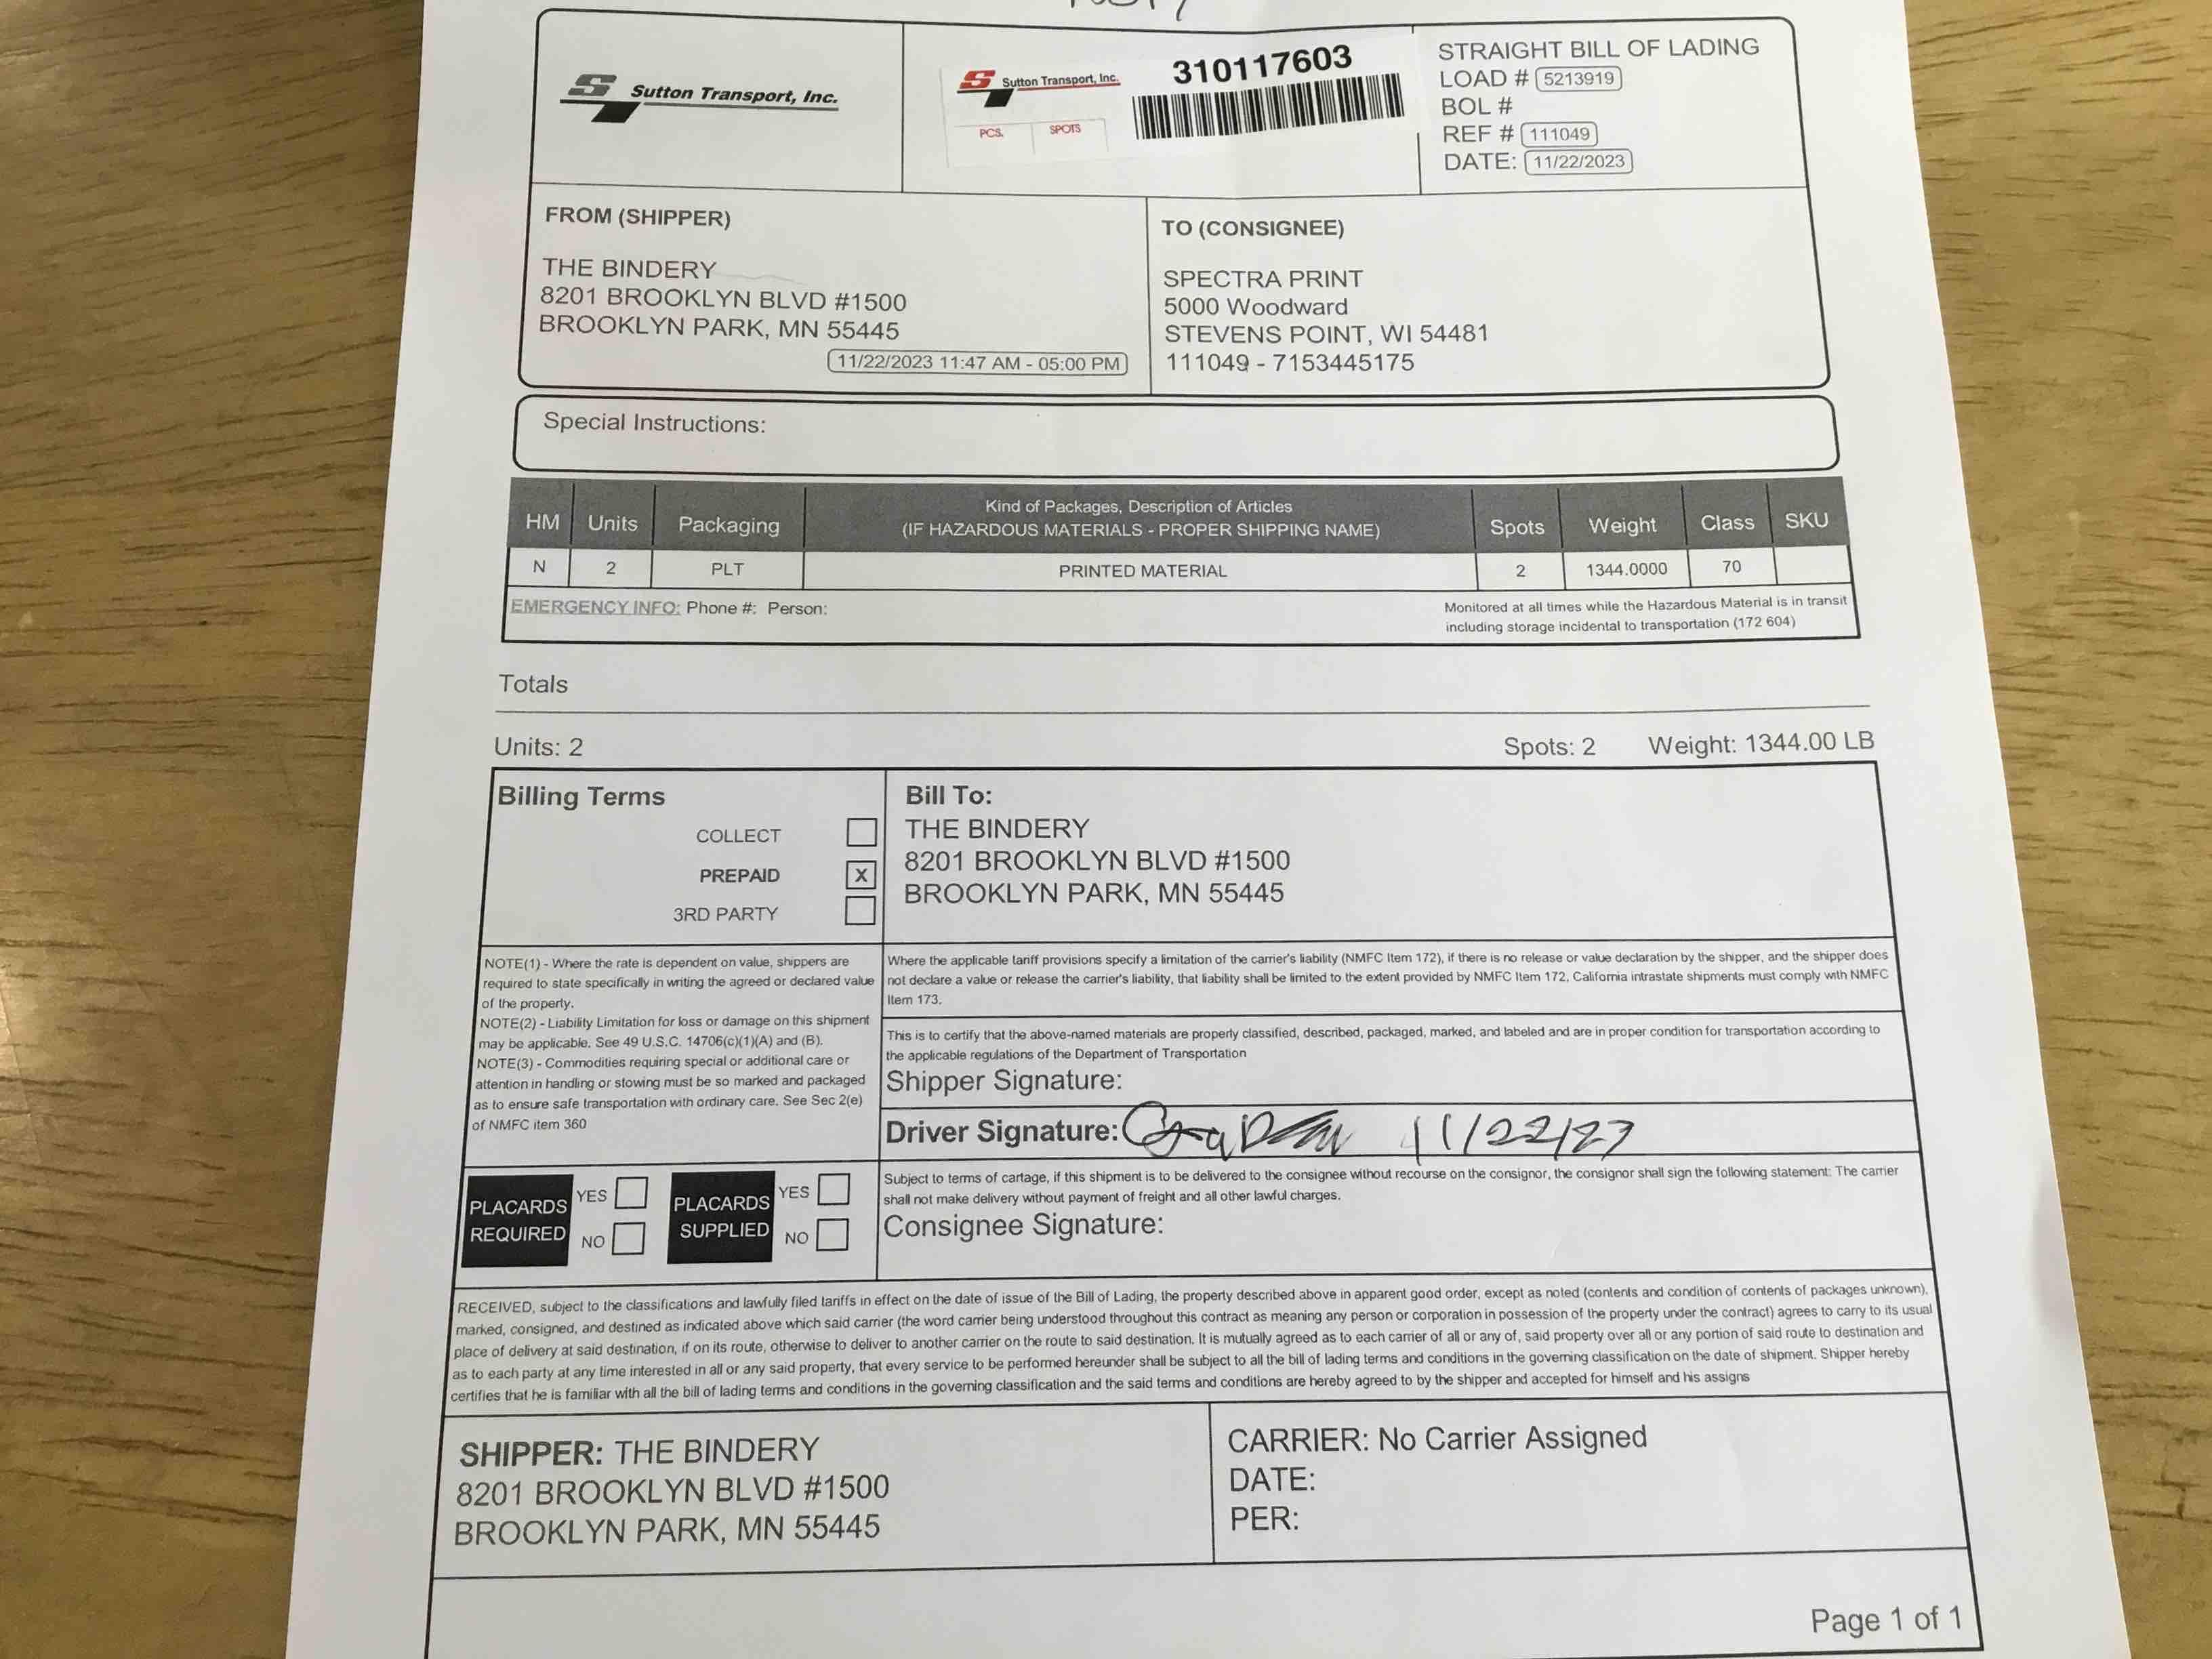 Sutton Transport, Inc.
Sutton Transport, Inc.
PCS. SPOTS
310117603
STRAIGHT BILL OF LADING
LOAD # 5213919
BOL #
REF # 111049
DATE: 11/22/2023
FROM (SHIPPER)
THE BINDERY
8201 BROOKLYN BLVD #1500
BROOKLYN PARK, MN 55445
11/22/2023 11:47 AM - 05:00 PM
TO (CONSIGNEE)
SPECTRA PRINT
5000 Woodward
STEVENS POINT, WI 54481
111049 - 7153445175
Special Instructions:
HM Units Packaging Kind of Packages, Description of Articles (IF HAZARDOUS MATERIALS - PROPER SHIPPING NAME) Spots Weight Class SKU
N 2 PLT PRINTED MATERIAL 2 1344.0000 70
EMERGENCY INFO: Phone #: Person:
Monitored at all times while the Hazardous Material is in transit
including storage incidental to transportation (172 604)
Totals
Units: 2 Spots: 2 Weight: 1344.00 LB
Billing Terms
COLLECT
PREPAID X
3RD PARTY
Bill To:
THE BINDERY
8201 BROOKLYN BLVD #1500
BROOKLYN PARK, MN 55445
NOTE(1) - Where the rate is dependent on value, shippers are
required to state specifically in writing the agreed or declared value
of the property.
NOTE(2) - Liability Limitation for loss or damage on this shipment
may be applicable. See 49 U.S.C. 14706(c)(1)(A) and (B).
NOTE(3) - Commodities requiring special or additional care or
attention in handling or stowing must be so marked and packaged
as to ensure safe transportation with ordinary care. See Sec 2(e)
of NMFC item 360
Where the applicable tariff provisions specify a limitation of the carrier's liability (NMFC Item 172), if there is no release or value declaration by the shipper, and the shipper does
not declare a value or release the carrier's liability, that liability shall be limited to the extent provided by NMFC Item 172, California intrastate shipments must comply with NMFC
Item 173.
This is to certify that the above-named materials are properly classified, described, packaged, marked, and labeled and are in proper condition for transportation according to
the applicable regulations of the Department of Transportation
Shipper Signature:
Driver Signature: 11/22/23
PLACARDS REQUIRED YES NO
PLACARDS SUPPLIED YES NO
Subject to terms of cartage, if this shipment is to be delivered to the consignee without recourse on the consignor, the consignor shall sign the following statement: The carrier
shall not make delivery without payment of freight and all other lawful charges.
Consignee Signature:
RECEIVED, subject to the classifications and lawfully filed tariffs in effect on the date of issue of the Bill of Lading, the property described above in apparent good order, except as noted (contents and condition of contents of packages unknown),
marked, consigned, and destined as indicated above which said carrier (the word carrier being understood throughout this contract as meaning any person or corporation in possession of the property under the contract) agrees to carry to its usual
place of delivery at said destination, if on its route, otherwise to deliver to another carrier on the route to said destination. It is mutually agreed as to each carrier of all or any of, said property over all or any portion of said route to destination and
as to each party at any time interested in all or any said property, that every service to be performed hereunder shall be subject to all the bill of lading terms and conditions in the governing classification on the date of shipment. Shipper hereby
certifies that he is familiar with all the bill of lading terms and conditions in the governing classification and the said terms and conditions are hereby agreed to by the shipper and accepted for himself and his assigns
SHIPPER: THE BINDERY
8201 BROOKLYN BLVD #1500
BROOKLYN PARK, MN 55445
CARRIER: No Carrier Assigned
DATE:
PER:
Page 1 of 1